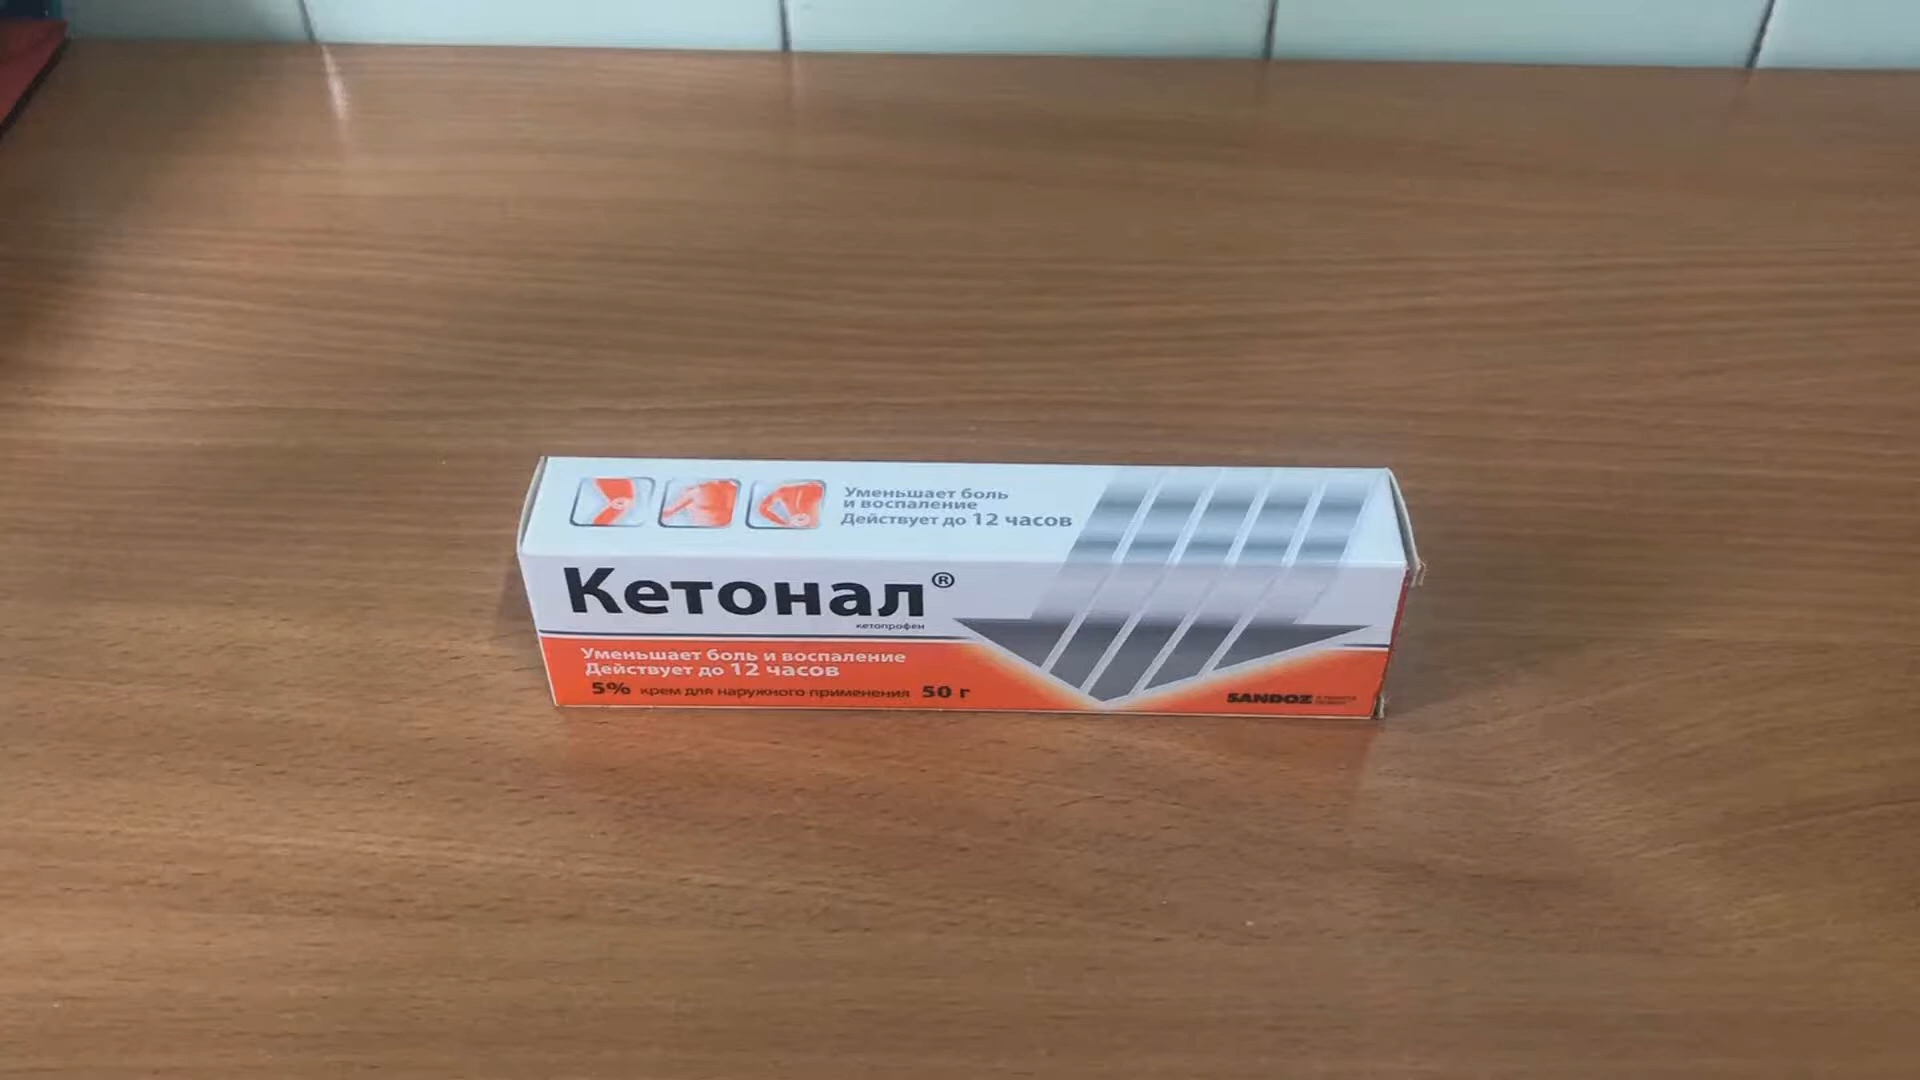 Уменьшает боль
и воспаление
Действует до 12 часов
Кетонал®
кетопрофен
Уменьшает боль и воспаление
Действует до 12 часов
5% крем для наружного применения 50 г
SANDOZ